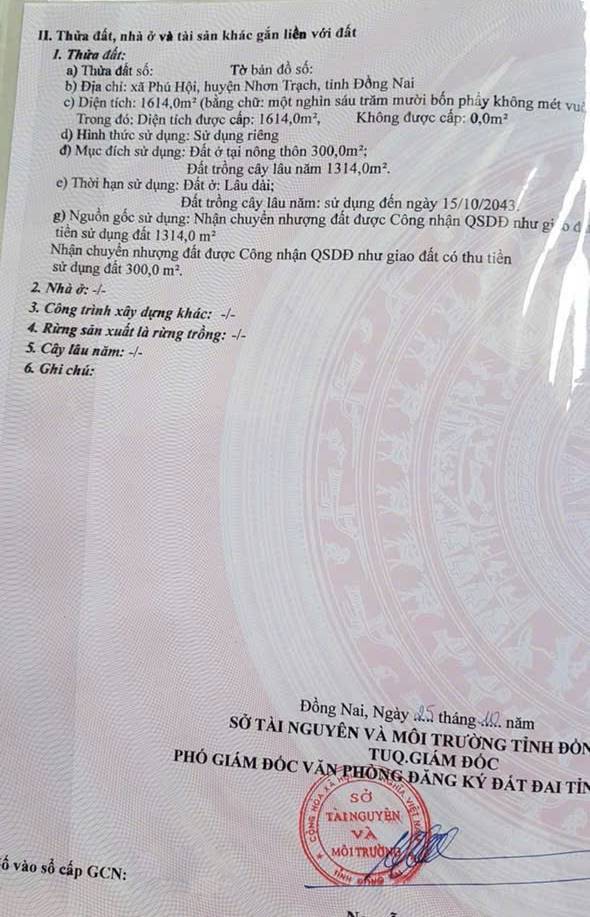 II. Thửa đất, nhà ở và tài sản khác gắn liền với đất
1. Thửa đất:
a) Thửa đất số: Tờ bản đồ số:
b) Địa chỉ: xã Phú Hội, huyện Nhơn Trạch, tỉnh Đồng Nai
c) Diện tích: 1614,0m² (bằng chữ: một nghìn sáu trăm mười bốn phẩy không mét vuô
Trong đó: Diện tích được cấp: 1614,0m², Không được cấp: 0,0m²
d) Hình thức sử dụng: Sử dụng riêng
đ) Mục đích sử dụng: Đất ở tại nông thôn 300,0m²;
Đất trồng cây lâu năm 1314,0m².
e) Thời hạn sử dụng: Đất ở: Lâu dài;
Đất trồng cây lâu năm: sử dụng đến ngày 15/10/2043.
g) Nguồn gốc sử dụng: Nhận chuyển nhượng đất được Công nhận QSDĐ như giao
tiền sử dụng đất 1314,0 m²
Nhận chuyển nhượng đất được Công nhận QSDĐ như giao đất có thu tiền
sử dụng đất 300,0 m².
2. Nhà ở: -/-
3. Công trình xây dựng khác: -/-
4. Rừng sản xuất là rừng trồng: -/-
5. Cây lâu năm: -/-
6. Ghi chú:
Đồng Nai, Ngày 25 tháng 10 năm
SỞ TÀI NGUYÊN VÀ MÔI TRƯỜNG TỈNH ĐỒN
TUQ.GIÁM ĐỐC
PHÓ GIÁM ĐỐC VĂN PHÒNG ĐĂNG KÝ ĐẤT ĐAI TỈN
SỞ
TÀI NGUYÊN
VÀ
MÔI TRƯỜNG
TỈNH ĐỒNG NAI
ố vào sổ cấp GCN: